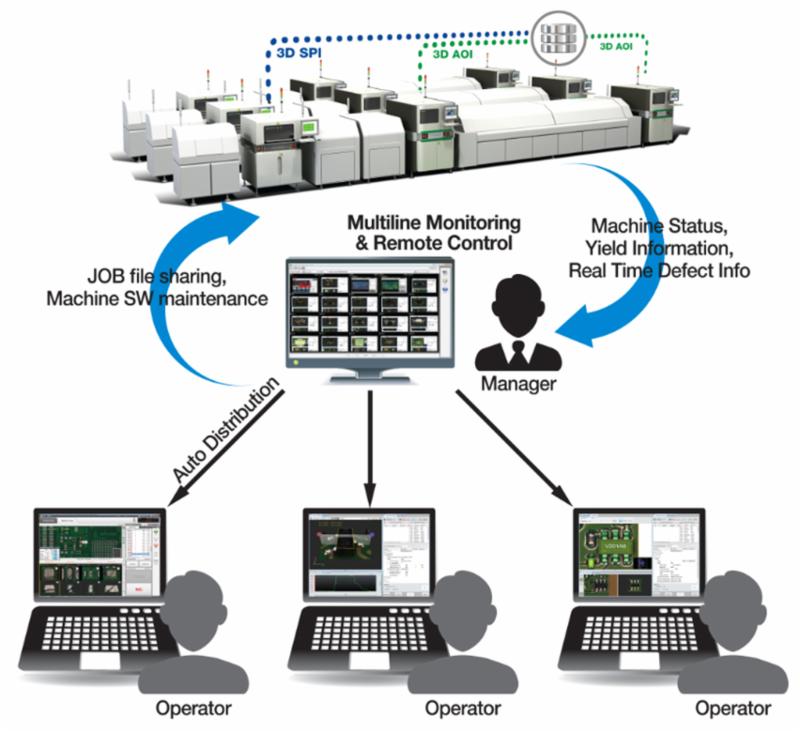 3D SPI
3D AOI
3D AOI
Multiline Monitoring
& Remote Control
Machine Status,
Yield Information,
Real Time Defect Info
JOB file sharing,
Machine SW maintenance
Manager
Auto Distribution
Operator
Operator
Operator